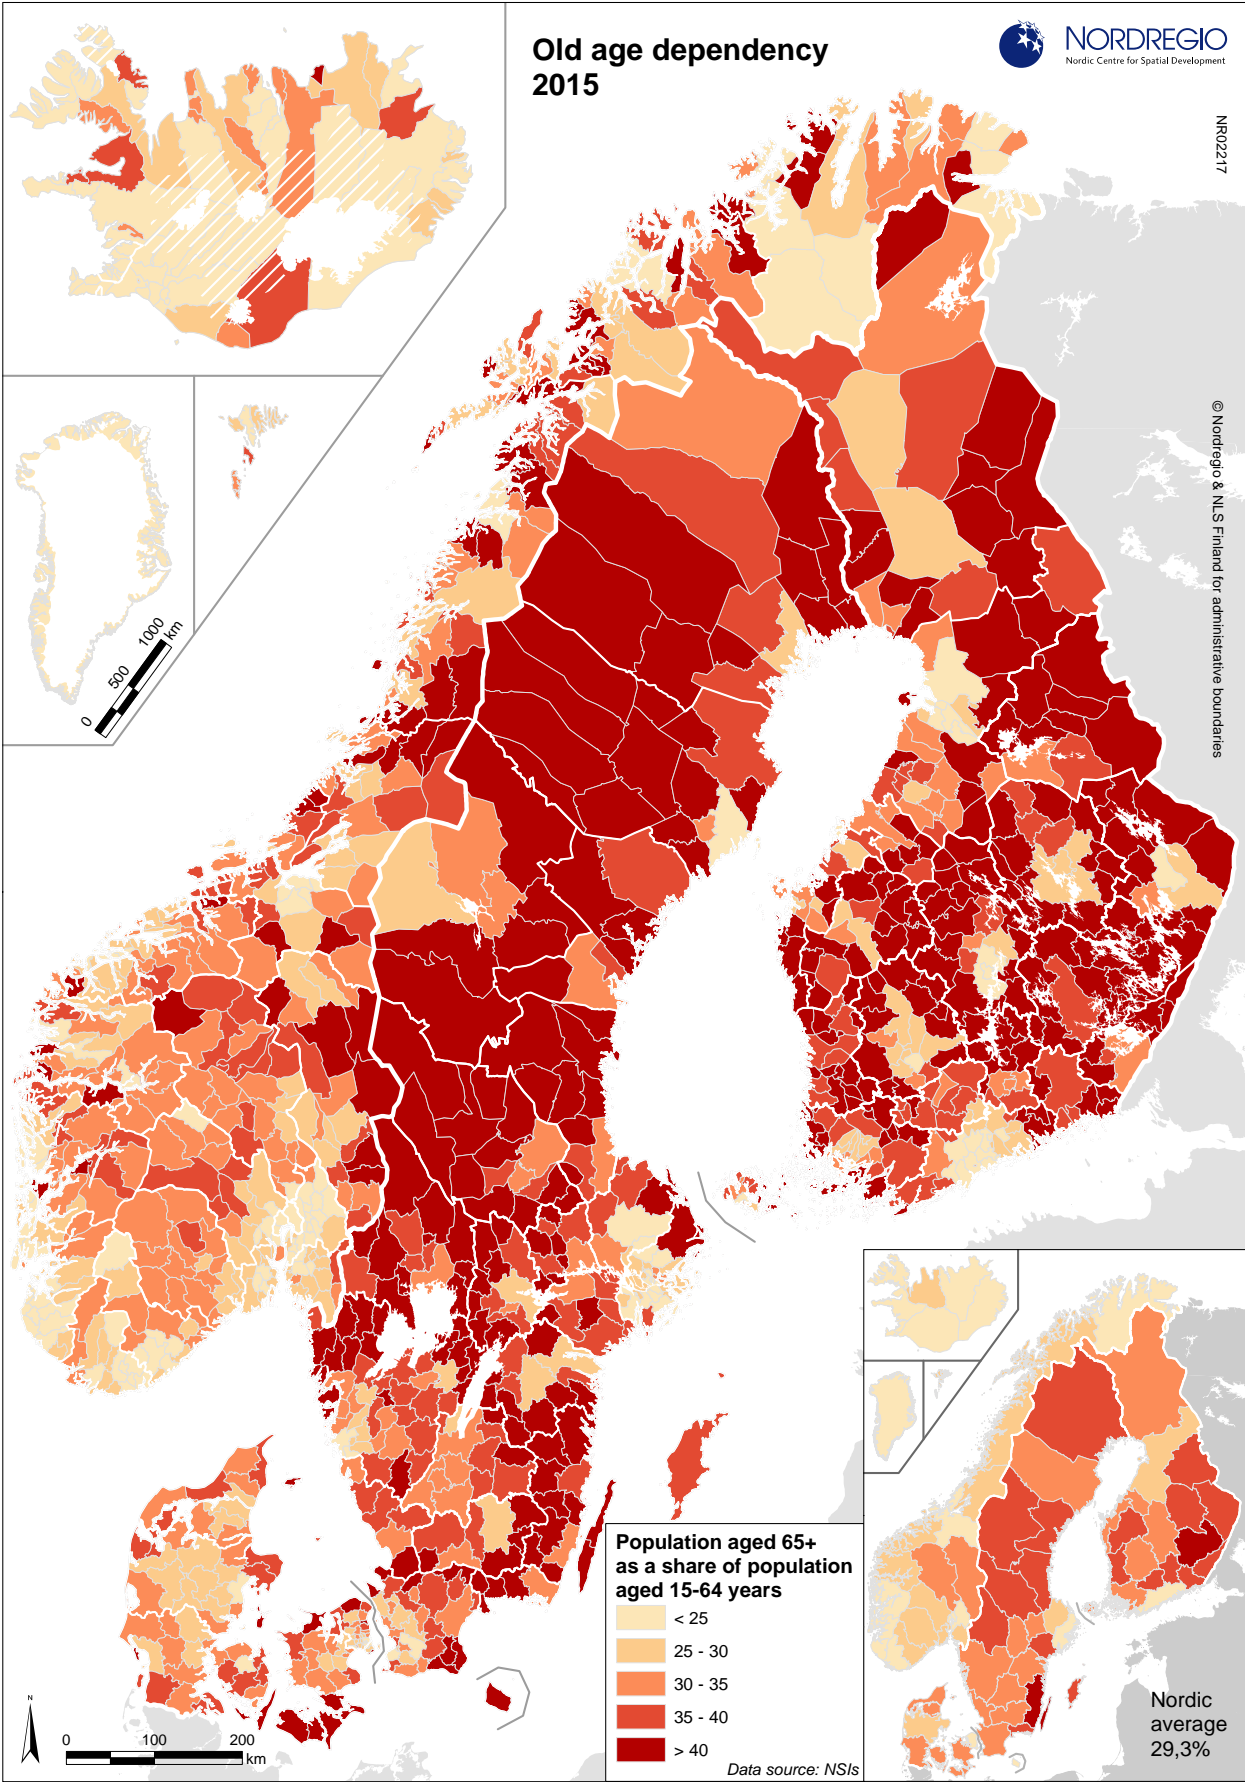 Old age dependency
2015
NORDREGIO
Nordic Centre for Spatial Development
NR02217
© Nordregio & NLS Finland for administrative boundaries
0
500
1000
km
Population aged 65+
as a share of population
aged 15-64 years
< 25
25 - 30
30 - 35
35 - 40
> 40
Data source: NSIs
Nordic
average
29,3%
N
0
100
200
km